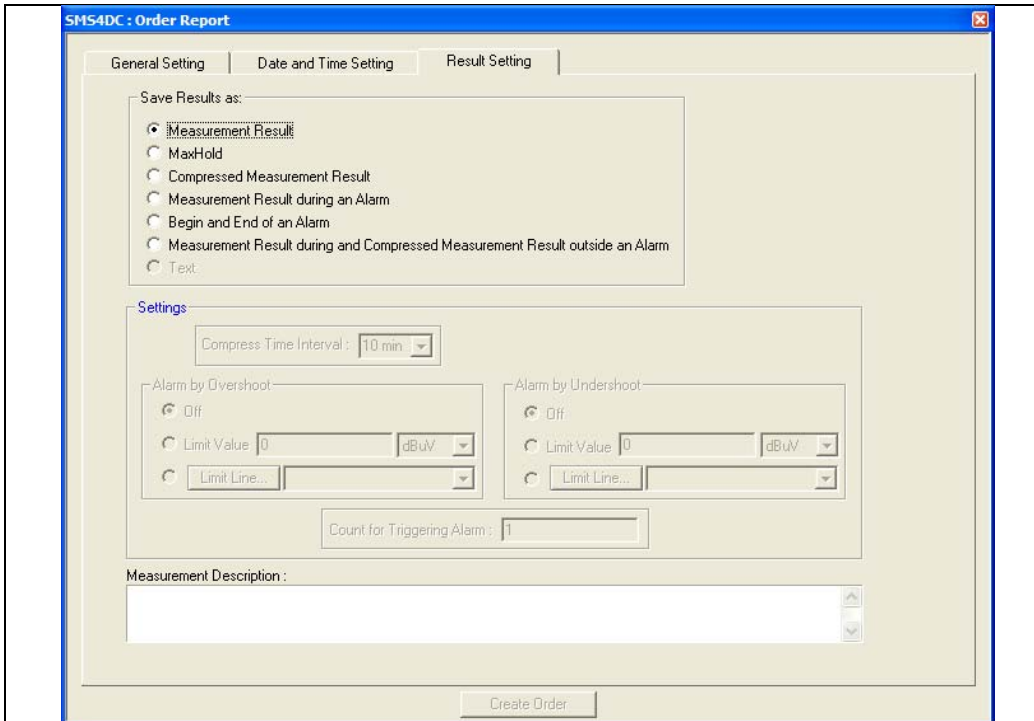 SMS4DC : Order Report
General Setting
Date and Time Setting
Result Setting
Save Results as:
Measurement Result
MaxHold
Compressed Measurement Result
Measurement Result during an Alarm
Begin and End of an Alarm
Measurement Result during and Compressed Measurement Result outside an Alarm
Text
Settings
Compress Time Interval : 10 min
Alarm by Overshoot
Off
Limit Value 0 dBuV
Limit Line...
Alarm by Undershoot
Off
Limit Value 0 dBuV
Limit Line...
Count for Triggering Alarm : 1
Measurement Description :
Create Order